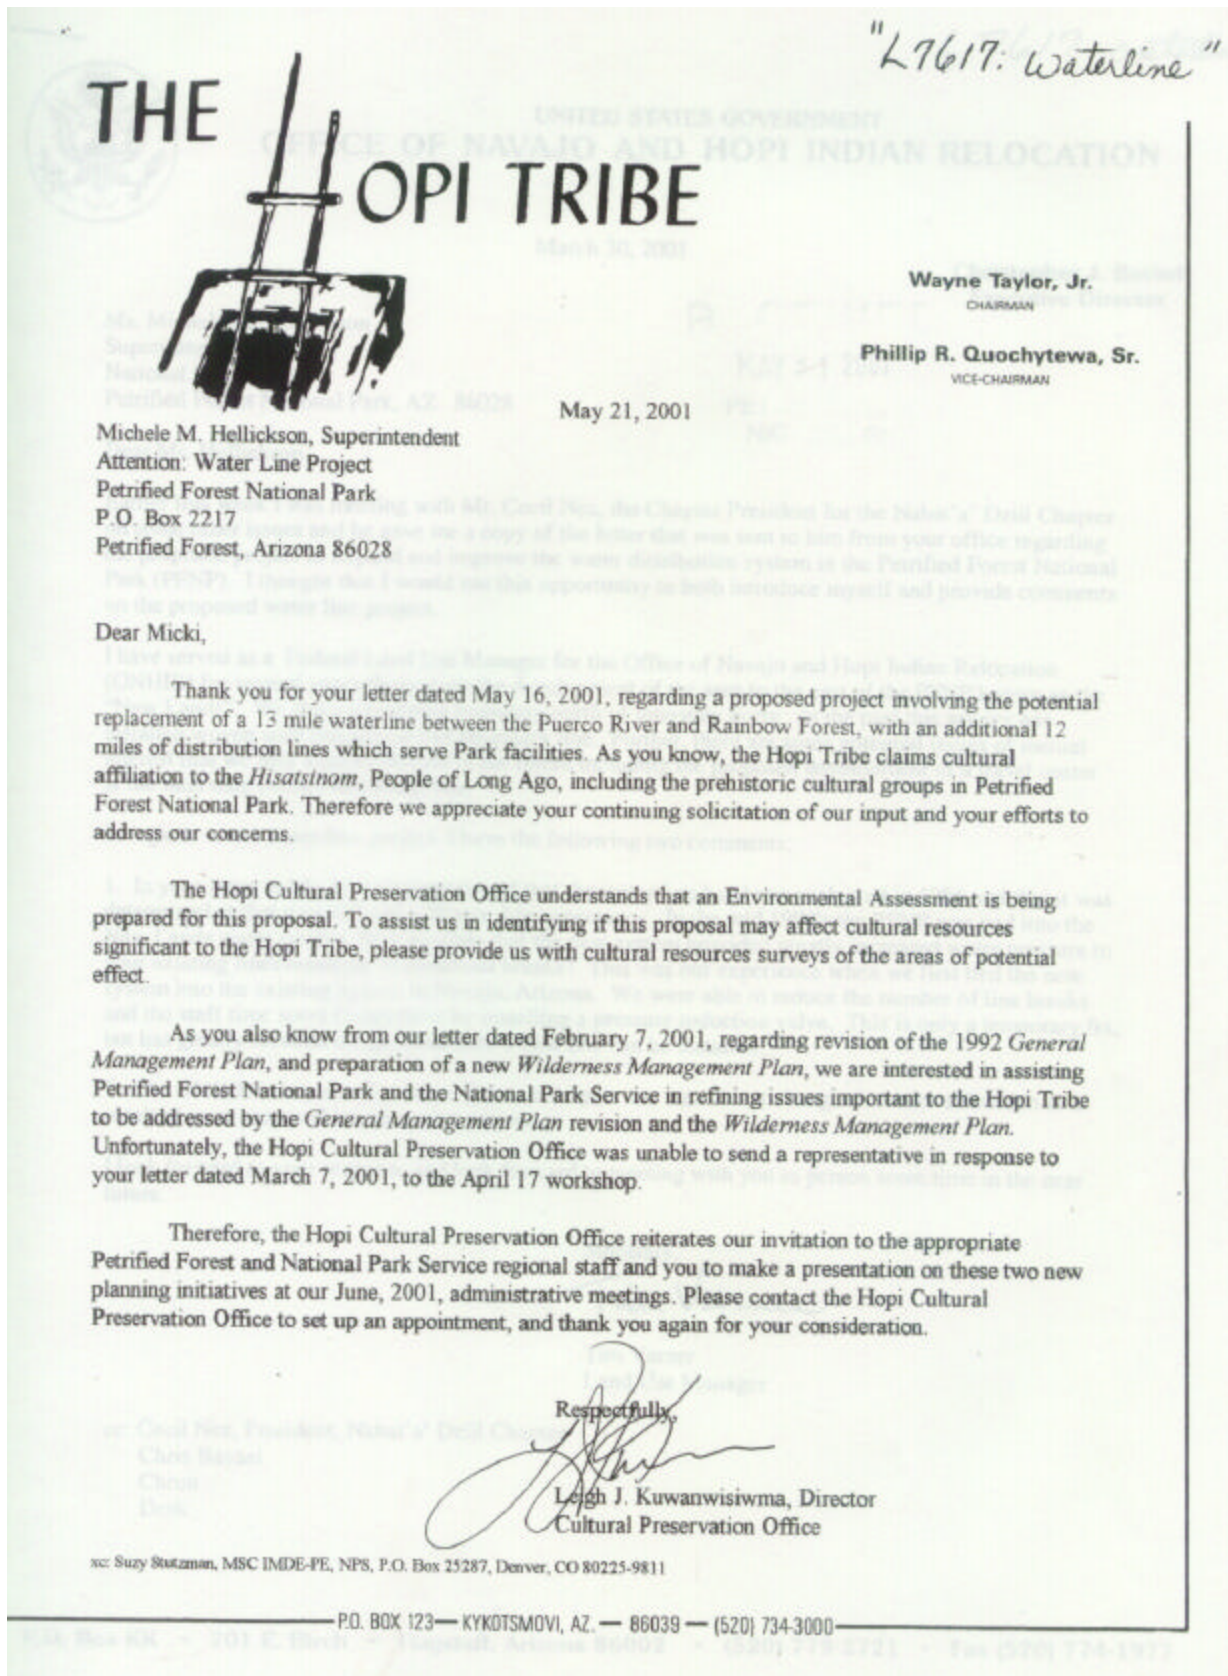 "L7617: Waterline"
THE
HOPI TRIBE
Wayne Taylor, Jr.
CHAIRMAN
Phillip R. Quochytewa, Sr.
VICE-CHAIRMAN
May 21, 2001
Michele M. Hellickson, Superintendent
Attention: Water Line Project
Petrified Forest National Park
P.O. Box 2217
Petrified Forest, Arizona 86028
Dear Micki,
Thank you for your letter dated May 16, 2001, regarding a proposed project involving the potential
replacement of a 13 mile waterline between the Puerco River and Rainbow Forest, with an additional 12
miles of distribution lines which serve Park facilities. As you know, the Hopi Tribe claims cultural
affiliation to the Hisatsinom, People of Long Ago, including the prehistoric cultural groups in Petrified
Forest National Park. Therefore we appreciate your continuing solicitation of our input and your efforts to
address our concerns.
The Hopi Cultural Preservation Office understands that an Environmental Assessment is being
prepared for this proposal. To assist us in identifying if this proposal may affect cultural resources
significant to the Hopi Tribe, please provide us with cultural resources surveys of the areas of potential
effect.
As you also know from our letter dated February 7, 2001, regarding revision of the 1992 General
Management Plan, and preparation of a new Wilderness Management Plan, we are interested in assisting
Petrified Forest National Park and the National Park Service in refining issues important to the Hopi Tribe
to be addressed by the General Management Plan revision and the Wilderness Management Plan.
Unfortunately, the Hopi Cultural Preservation Office was unable to send a representative in response to
your letter dated March 7, 2001, to the April 17 workshop.
Therefore, the Hopi Cultural Preservation Office reiterates our invitation to the appropriate
Petrified Forest and National Park Service regional staff and you to make a presentation on these two new
planning initiatives at our June, 2001, administrative meetings. Please contact the Hopi Cultural
Preservation Office to set up an appointment, and thank you again for your consideration.
Respectfully,
Leigh J. Kuwanwisiwma, Director
Cultural Preservation Office
xc: Suzy Stutzman, MSC IMDE-PE, NPS, P.O. Box 25287, Denver, CO 80225-9811
P.O. BOX 123— KYKOTSMOVI, AZ. — 86039 — (520) 734-3000